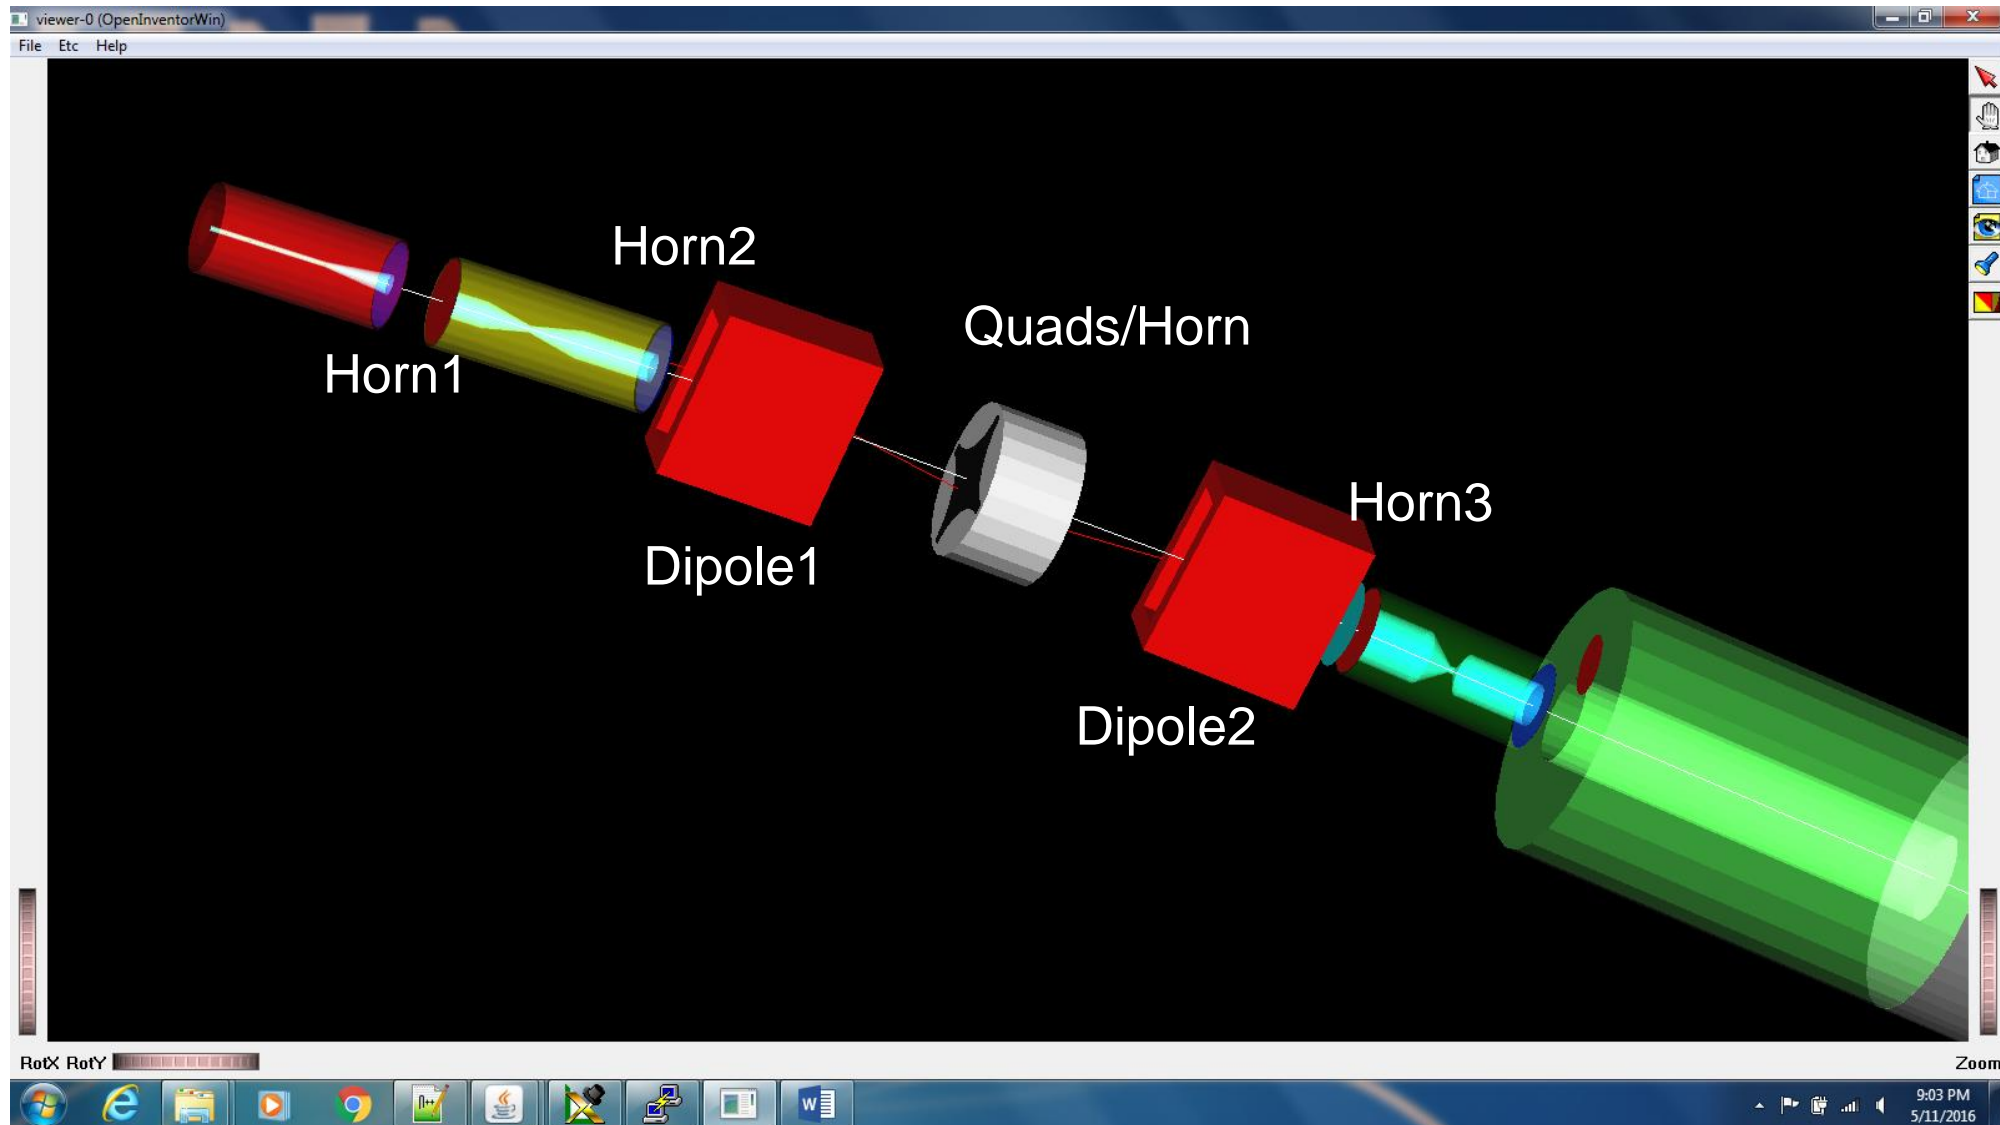 viewer-0 (OpenInventorWin)
File Etc Help
Horn2
Quads/Horn
Horn1
Horn3
Dipole1
Dipole2
RotX RotY
Zoom
9:03 PM
5/11/2016